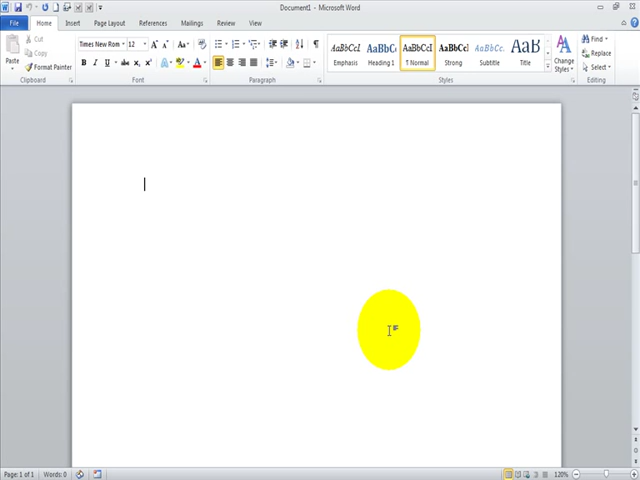 Document1 - Microsoft Word
File Home Insert Page Layout References Mailings Review View
Paste
Cut
Copy
Format Painter
Clipboard
Times New Rom 12
Font
Paragraph
AaBbCcI AaBbC AaBbCcI AaBbCc AaBbCc. AaB
Emphasis Heading 1 ¶ Normal Strong Subtitle Title
Change
Styles
Styles
Find
Replace
Select
Editing
Page: 1 of 1 Words: 0 120%